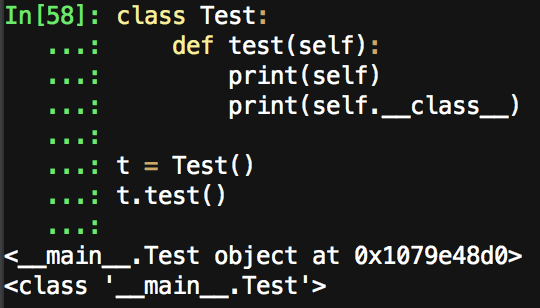 In[58]: class Test:
   ...:     def test(self):
   ...:         print(self)
   ...:         print(self.__class__)
   ...:
   ...: t = Test()
   ...: t.test()
   ...:
<__main__.Test object at 0x1079e48d0>
<class '__main__.Test'>